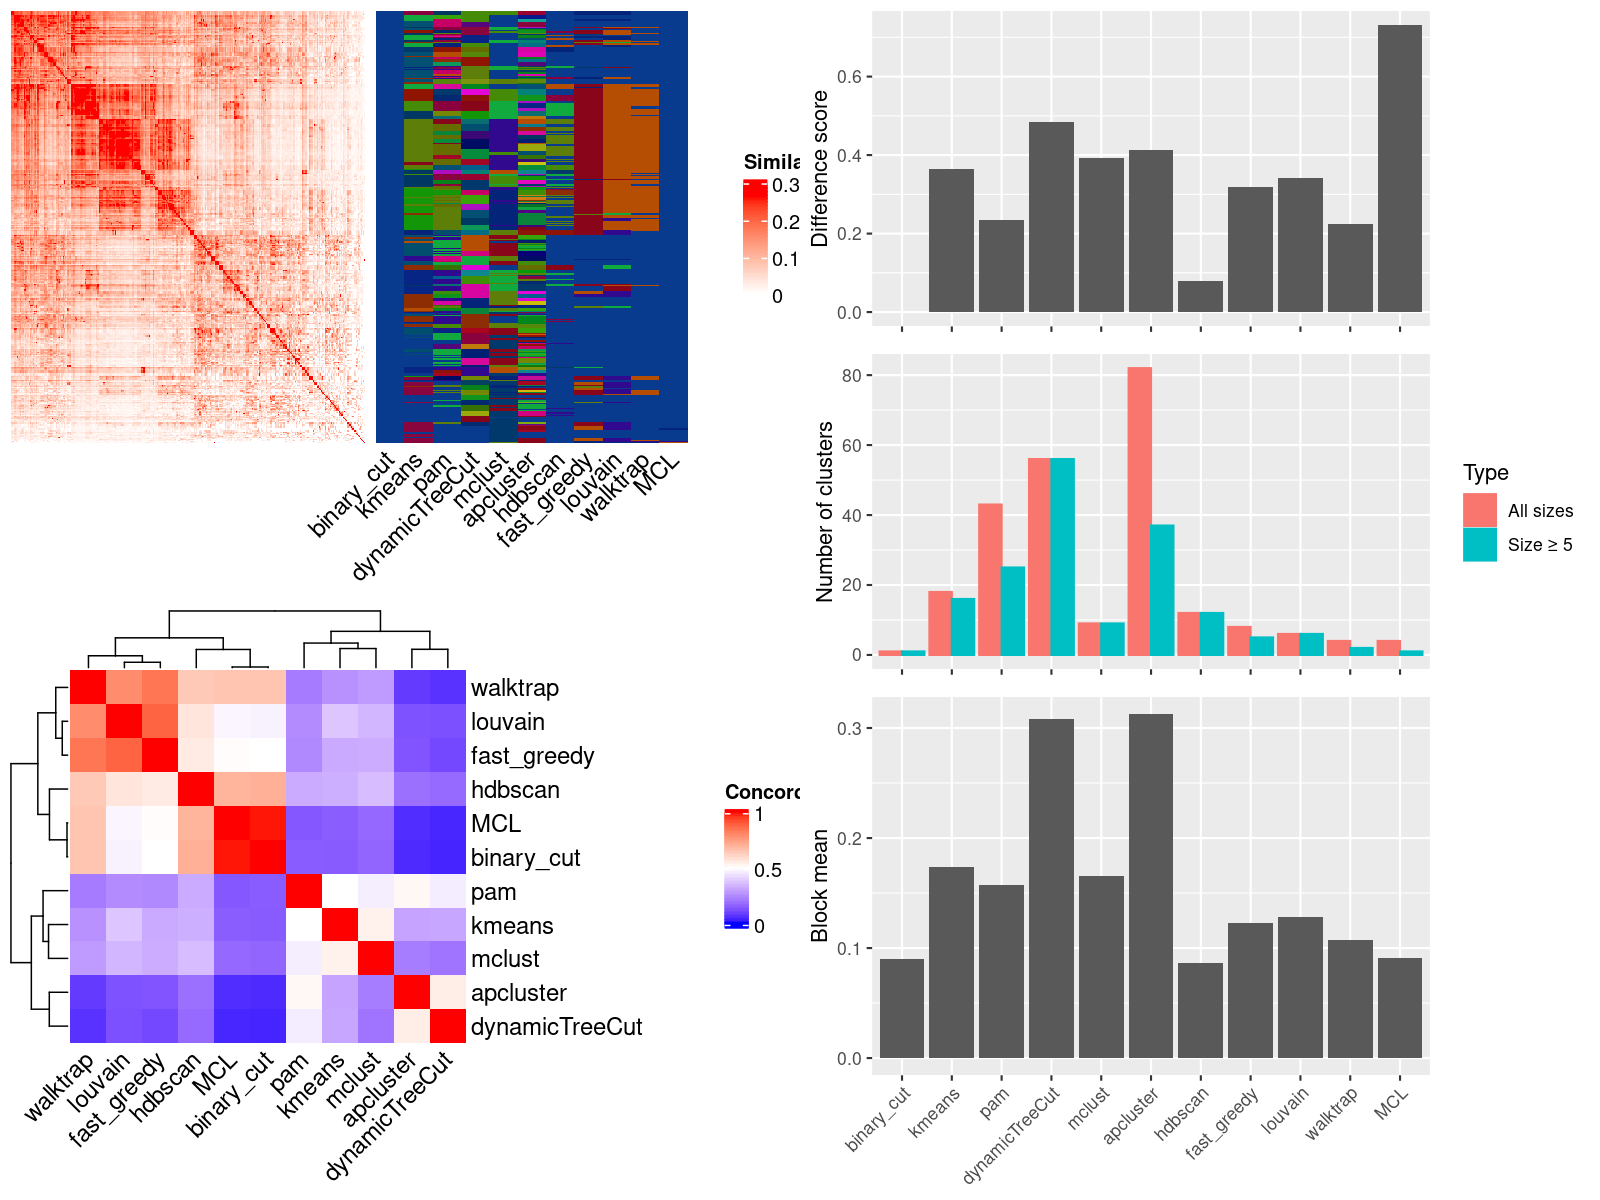 Simila
0.3
0.2
0.1
0
binary_cut
kmeans
pam
dynamicTreeCut
mclust
apcluster
hdbscan
fast_greedy
louvain
walktrap
MCL
walktrap
louvain
fast_greedy
hdbscan
MCL
binary_cut
pam
kmeans
mclust
apcluster
dynamicTreeCut
walktrap
louvain
fast_greedy
hdbscan
MCL
binary_cut
pam
kmeans
mclust
apcluster
dynamicTreeCut
Concord
1
0.5
0
Difference score
0.6
0.4
0.2
0.0
Number of clusters
80
60
40
20
0
Type
All sizes
Size ≥ 5
Block mean
0.3
0.2
0.1
0.0
binary_cut
kmeans
pam
dynamicTreeCut
mclust
apcluster
hdbscan
fast_greedy
louvain
walktrap
MCL